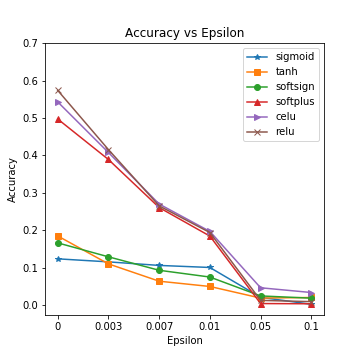 Accuracy vs Epsilon
0.7
0.6
0.5
0.4
0.3
0.2
0.1
0.0
Accuracy
sigmoid
tanh
softsign
softplus
celu
relu
0 0.003 0.007 0.01 0.05 0.1
Epsilon